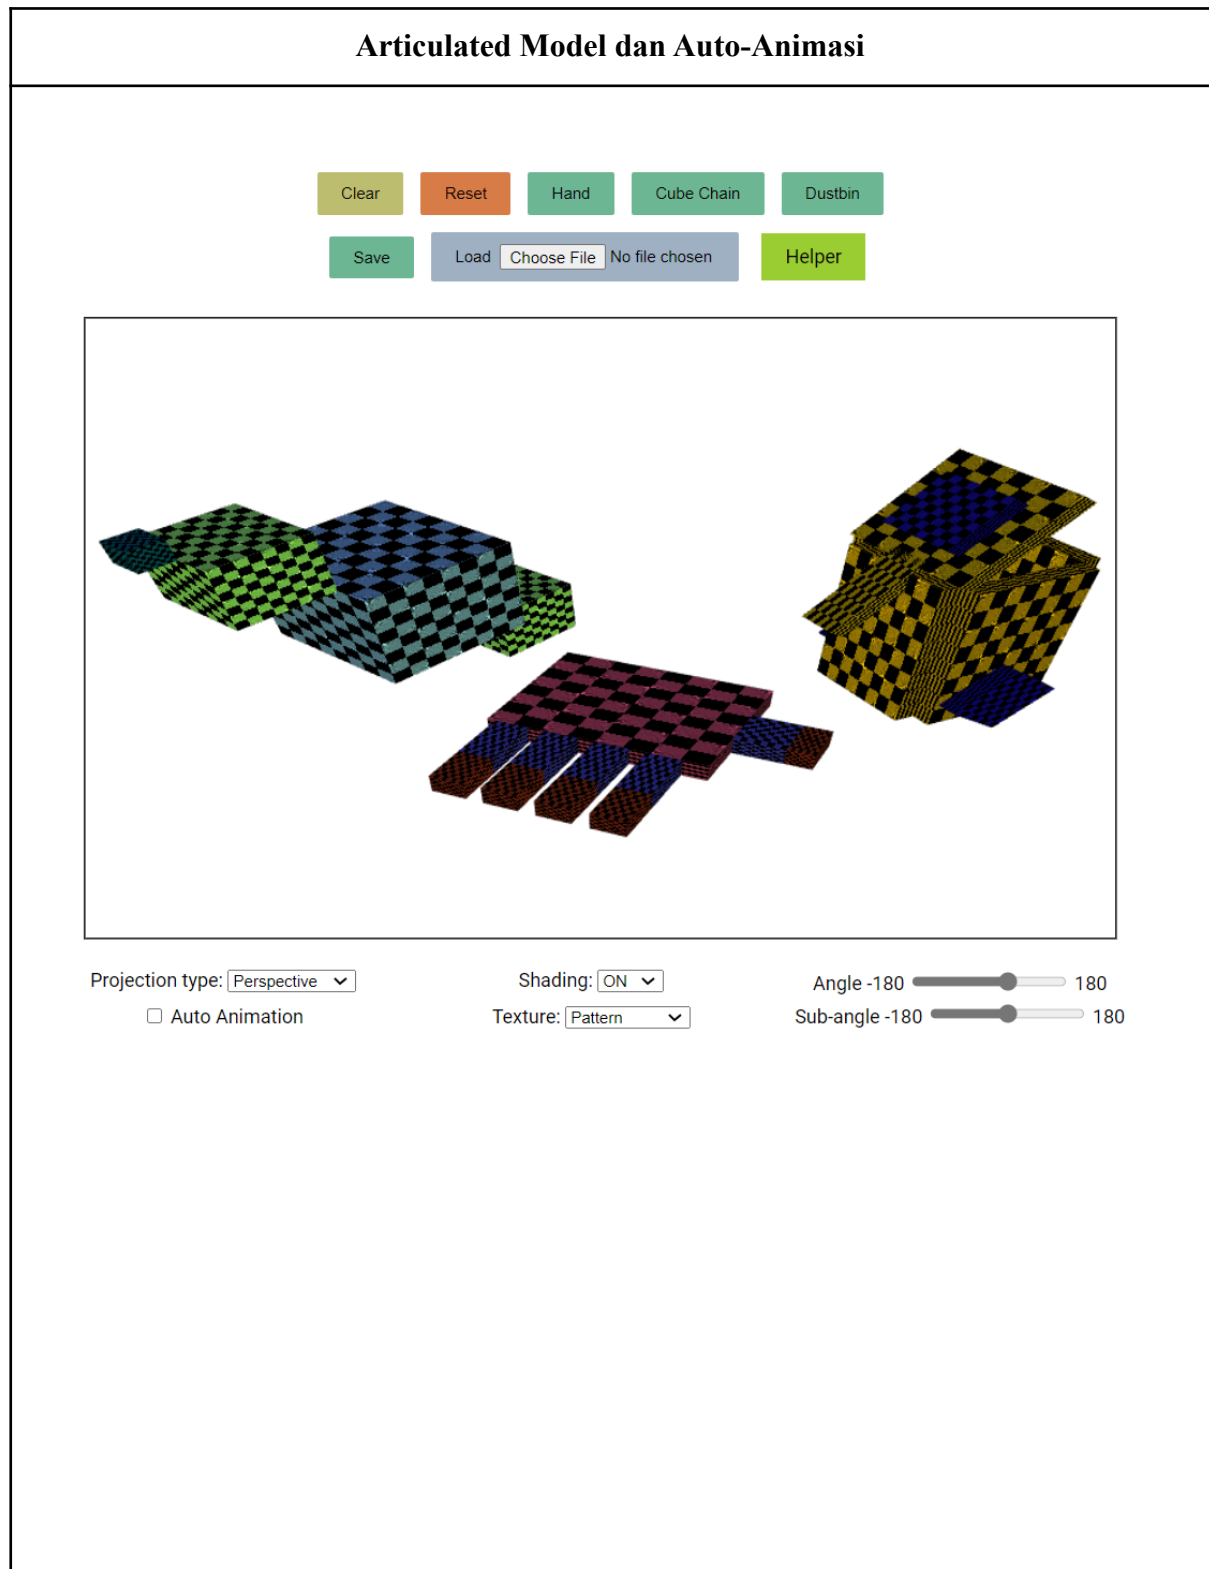 Articulated Model dan Auto-Animasi
Clear Reset Hand Cube Chain Dustbin
Save Load Choose File No file chosen Helper
Projection type: Perspective Shading: ON Angle -180 180
Auto Animation Texture: Pattern Sub-angle -180 180